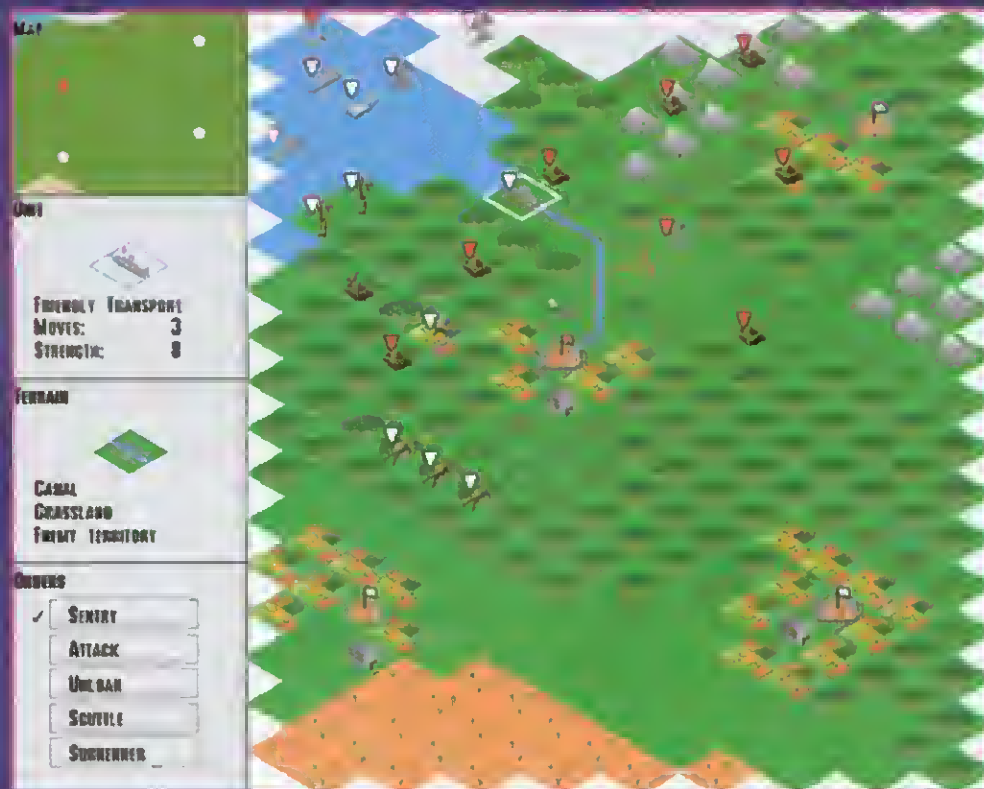 MAP
UNIT
FRIENDLY TRANSPORT
MOVES: 3
STRENGTH: 8
TERRAIN
CANAL
GRASSLAND
ENEMY TERRITORY
ORDERS
✓ SENTRY
ATTACK
UNLOAD
SCUTTLE
SURRENDER